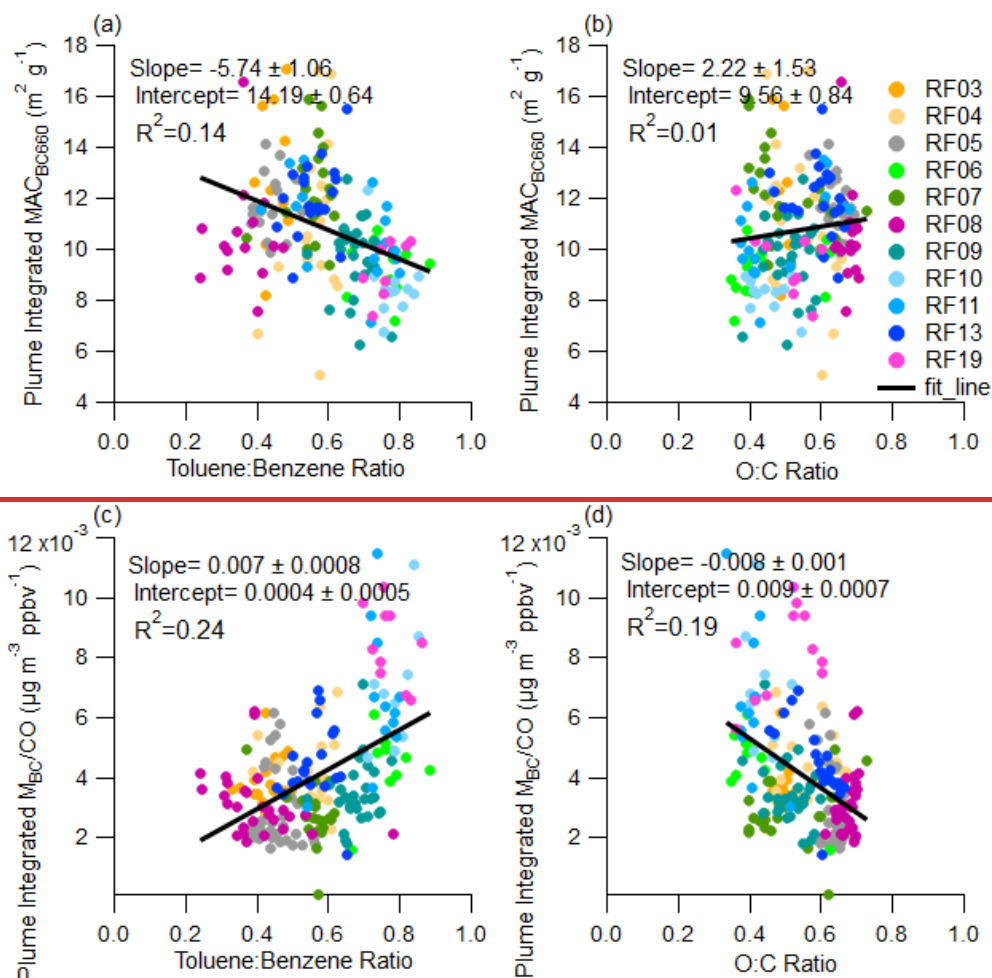 (a)
Plume Integrated MAC_BC660 (m² g⁻¹)
18
16
14
12
10
8
6
4
Slope= -5.74 ± 1.06
Intercept= 14.19 ± 0.64
R²=0.14
0.0 0.2 0.4 0.6 0.8 1.0
Toluene:Benzene Ratio
(b)
Plume Integrated MAC_BC660 (m² g⁻¹)
18
16
14
12
10
8
6
4
Slope= 2.22 ± 1.53
Intercept= 9.56 ± 0.84
R²=0.01
0.0 0.2 0.4 0.6 0.8 1.0
O:C Ratio
RF03
RF04
RF05
RF06
RF07
RF08
RF09
RF10
RF11
RF13
RF19
fit_line
(c)
Plume Integrated M_BC/CO (µg m⁻³ ppbv⁻¹)
12 x10⁻³
10
8
6
4
2
Slope= 0.007 ± 0.0008
Intercept= 0.0004 ± 0.0005
R²=0.24
0.0 0.2 0.4 0.6 0.8 1.0
Toluene:Benzene Ratio
(d)
Plume Integrated M_BC/CO (µg m⁻³ ppbv⁻¹)
12 x10⁻³
10
8
6
4
2
Slope= -0.008 ± 0.001
Intercept= 0.009 ± 0.0007
R²=0.19
0.0 0.2 0.4 0.6 0.8 1.0
O:C Ratio